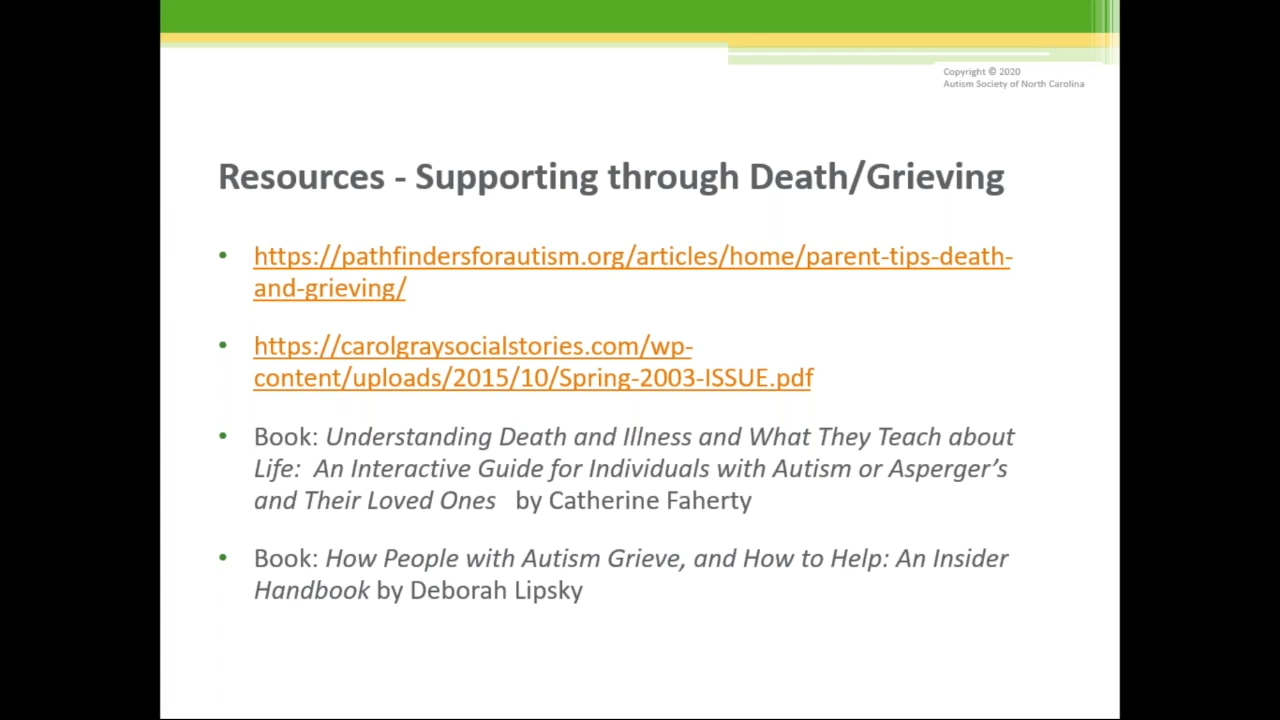 Copyright © 2020
Autism Society of North Carolina
Resources - Supporting through Death/Grieving
• https://pathfindersforautism.org/articles/home/parent-tips-death-
and-grieving/
• https://carolgraysocialstories.com/wp-
content/uploads/2015/10/Spring-2003-ISSUE.pdf
• Book: Understanding Death and Illness and What They Teach about
Life:  An Interactive Guide for Individuals with Autism or Asperger’s
and Their Loved Ones   by Catherine Faherty
• Book: How People with Autism Grieve, and How to Help: An Insider
Handbook by Deborah Lipsky